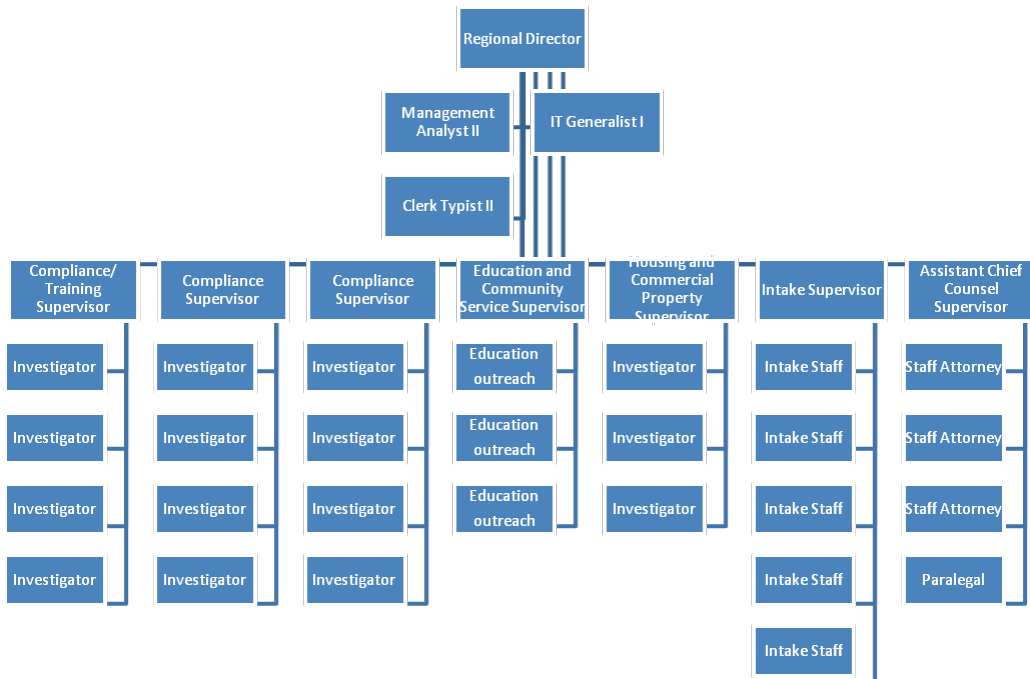 Regional Director
Management
Analyst II
IT Generalist I
Clerk Typist II
Compliance/
Training
Supervisor
Compliance
Supervisor
Compliance
Supervisor
Education and
Community
Service Supervisor
Housing and
Commercial
Property
Supervisor
Intake Supervisor
Assistant Chief
Counsel
Supervisor
Investigator
Investigator
Investigator
Investigator
Investigator
Investigator
Investigator
Investigator
Investigator
Investigator
Investigator
Investigator
Education
outreach
Education
outreach
Education
outreach
Investigator
Investigator
Investigator
Intake Staff
Intake Staff
Intake Staff
Intake Staff
Intake Staff
Staff Attorney
Staff Attorney
Staff Attorney
Paralegal